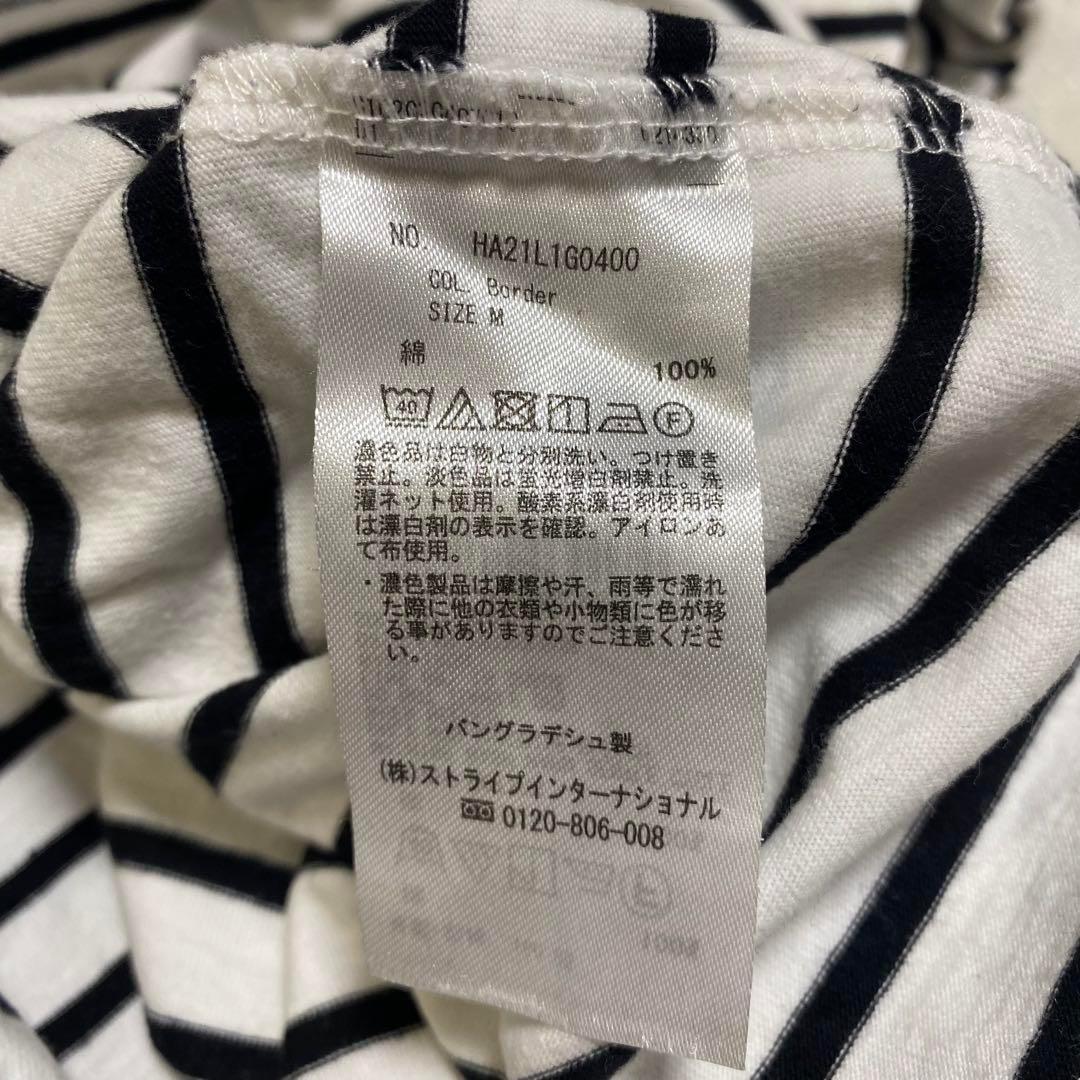 NO. HA21L1G0400
COL. Border
SIZE M
綿 100%
40 F
濃色品は白物と分別洗い。つけ置き
禁止。淡色品は蛍光増白剤禁止。洗
濯ネット使用。酸素系漂白剤使用時
は漂白剤の表示を確認。アイロンあ
て布使用。
・濃色製品は摩擦や汗、雨等で濡れ
た際に他の衣類や小物類に色が移
る事がありますのでご注意くださ
い。
バングラデシュ製
(株)ストライプインターナショナル
0120-806-008